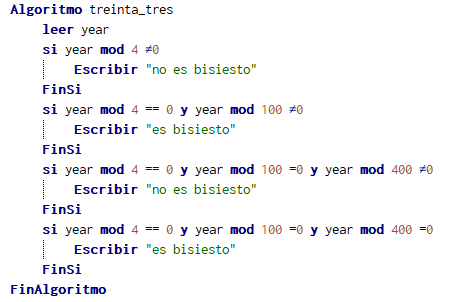 Algoritmo treinta_tres
leer year
si year mod 4 ≠0
Escribir "no es bisiesto"
FinSi
si year mod 4 == 0 y year mod 100 ≠0
Escribir "es bisiesto"
FinSi
si year mod 4 == 0 y year mod 100 =0 y year mod 400 ≠0
Escribir "no es bisiesto"
FinSi
si year mod 4 == 0 y year mod 100 =0 y year mod 400 =0
Escribir "es bisiesto"
FinSi
FinAlgoritmo